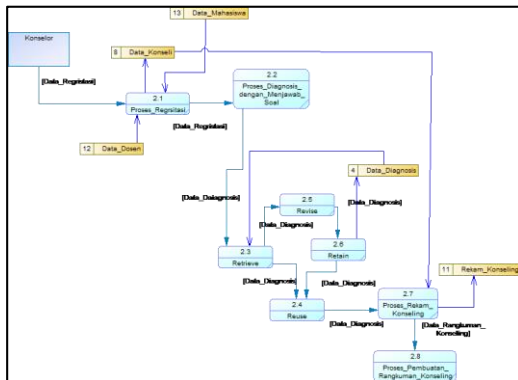 13 Data_Mahasiswa
Konselor
8 Data_Konseli
[Data_Regristasi]
2.1
Proses_Regrsitasi
2.2
Proses_Diagnosis_
dengan_Menjawab_
Soal
[Data_Regristasi]
12 Data_Dosen
4 Data_Diagnosis
[Data_Daiagnosis]
2.5
Revise
[Data_Diagnosis]
[Data_Diagnosis]
2.3
Retrieve
2.6
Retain
11 Rekam_Konseling
[Data_Diagnosis]
[Data_Diagnosis]
2.4
Reuse
[Data_Diagnosis]
2.7
Proses_Rekam_
Konseling
[Data_Rangkuman_
Konseling]
2.8
Proses_Pembuatan_
Rangkuman_Konseling